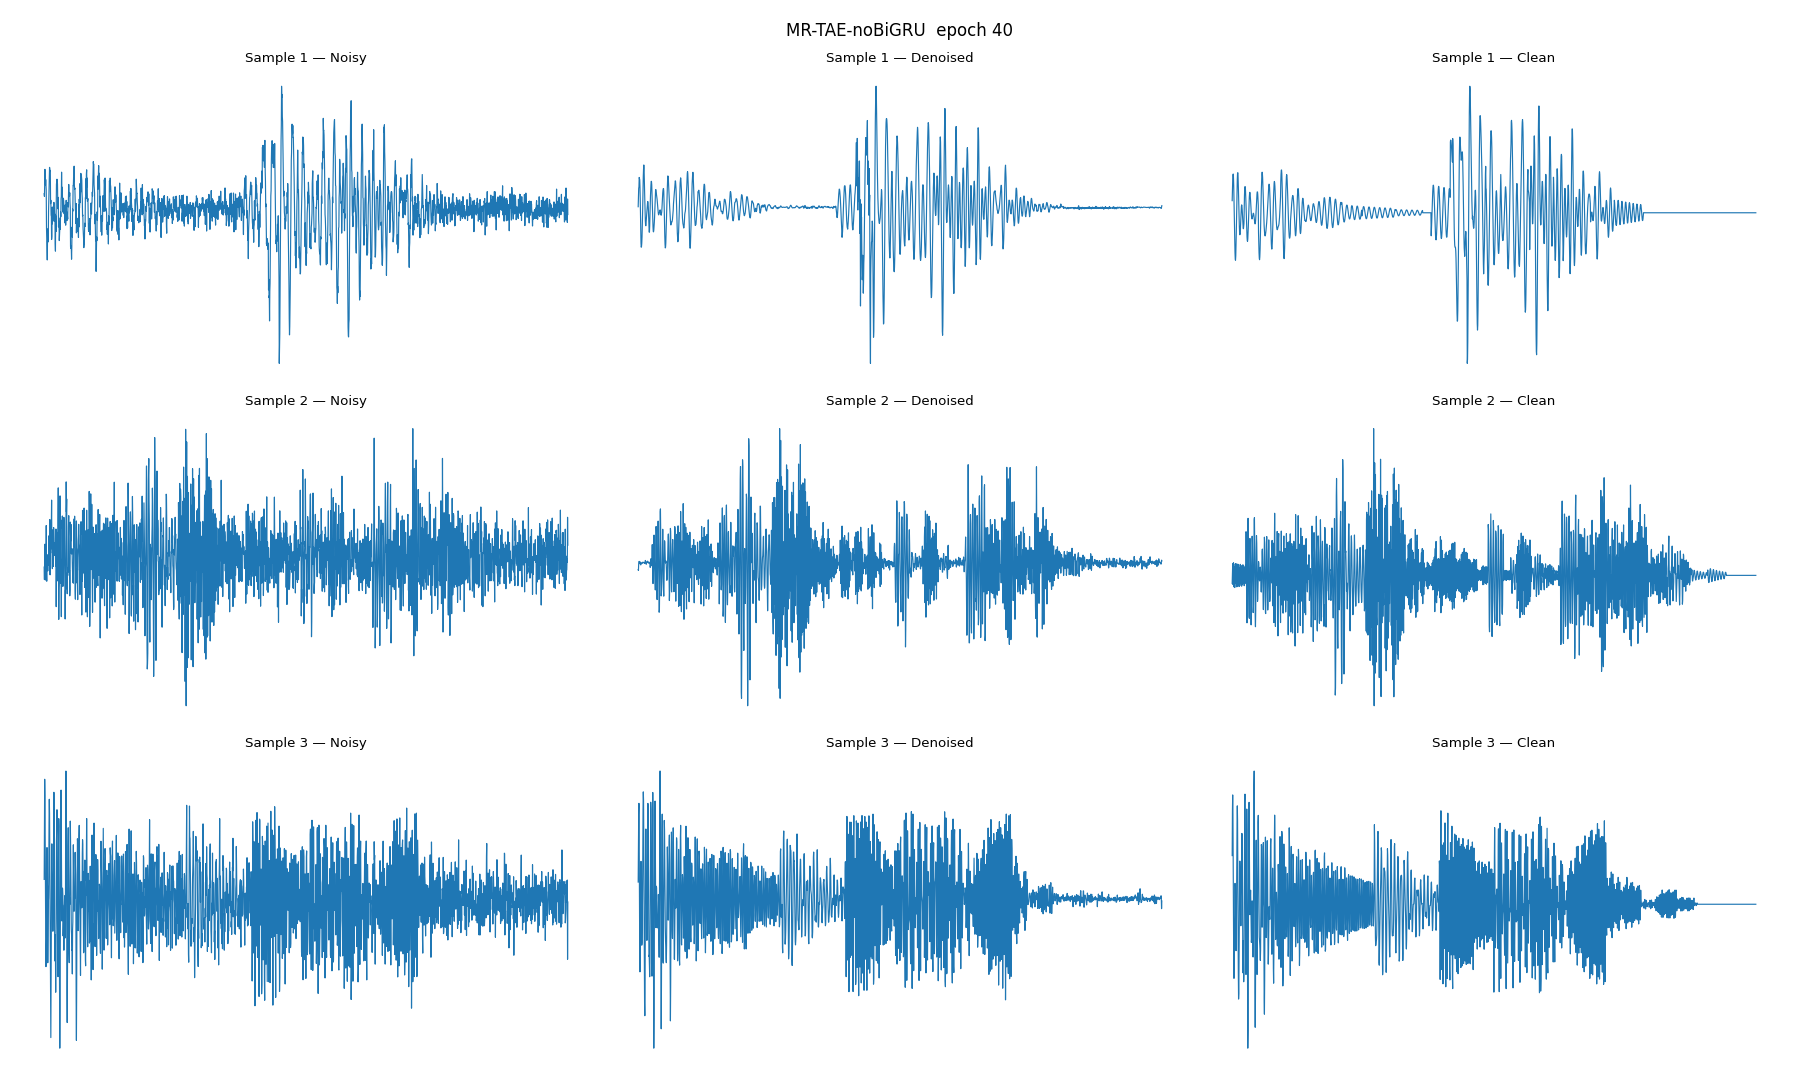 MR-TAE-noBiGRU  epoch 40
Sample 1 — Noisy
Sample 1 — Denoised
Sample 1 — Clean
Sample 2 — Noisy
Sample 2 — Denoised
Sample 2 — Clean
Sample 3 — Noisy
Sample 3 — Denoised
Sample 3 — Clean